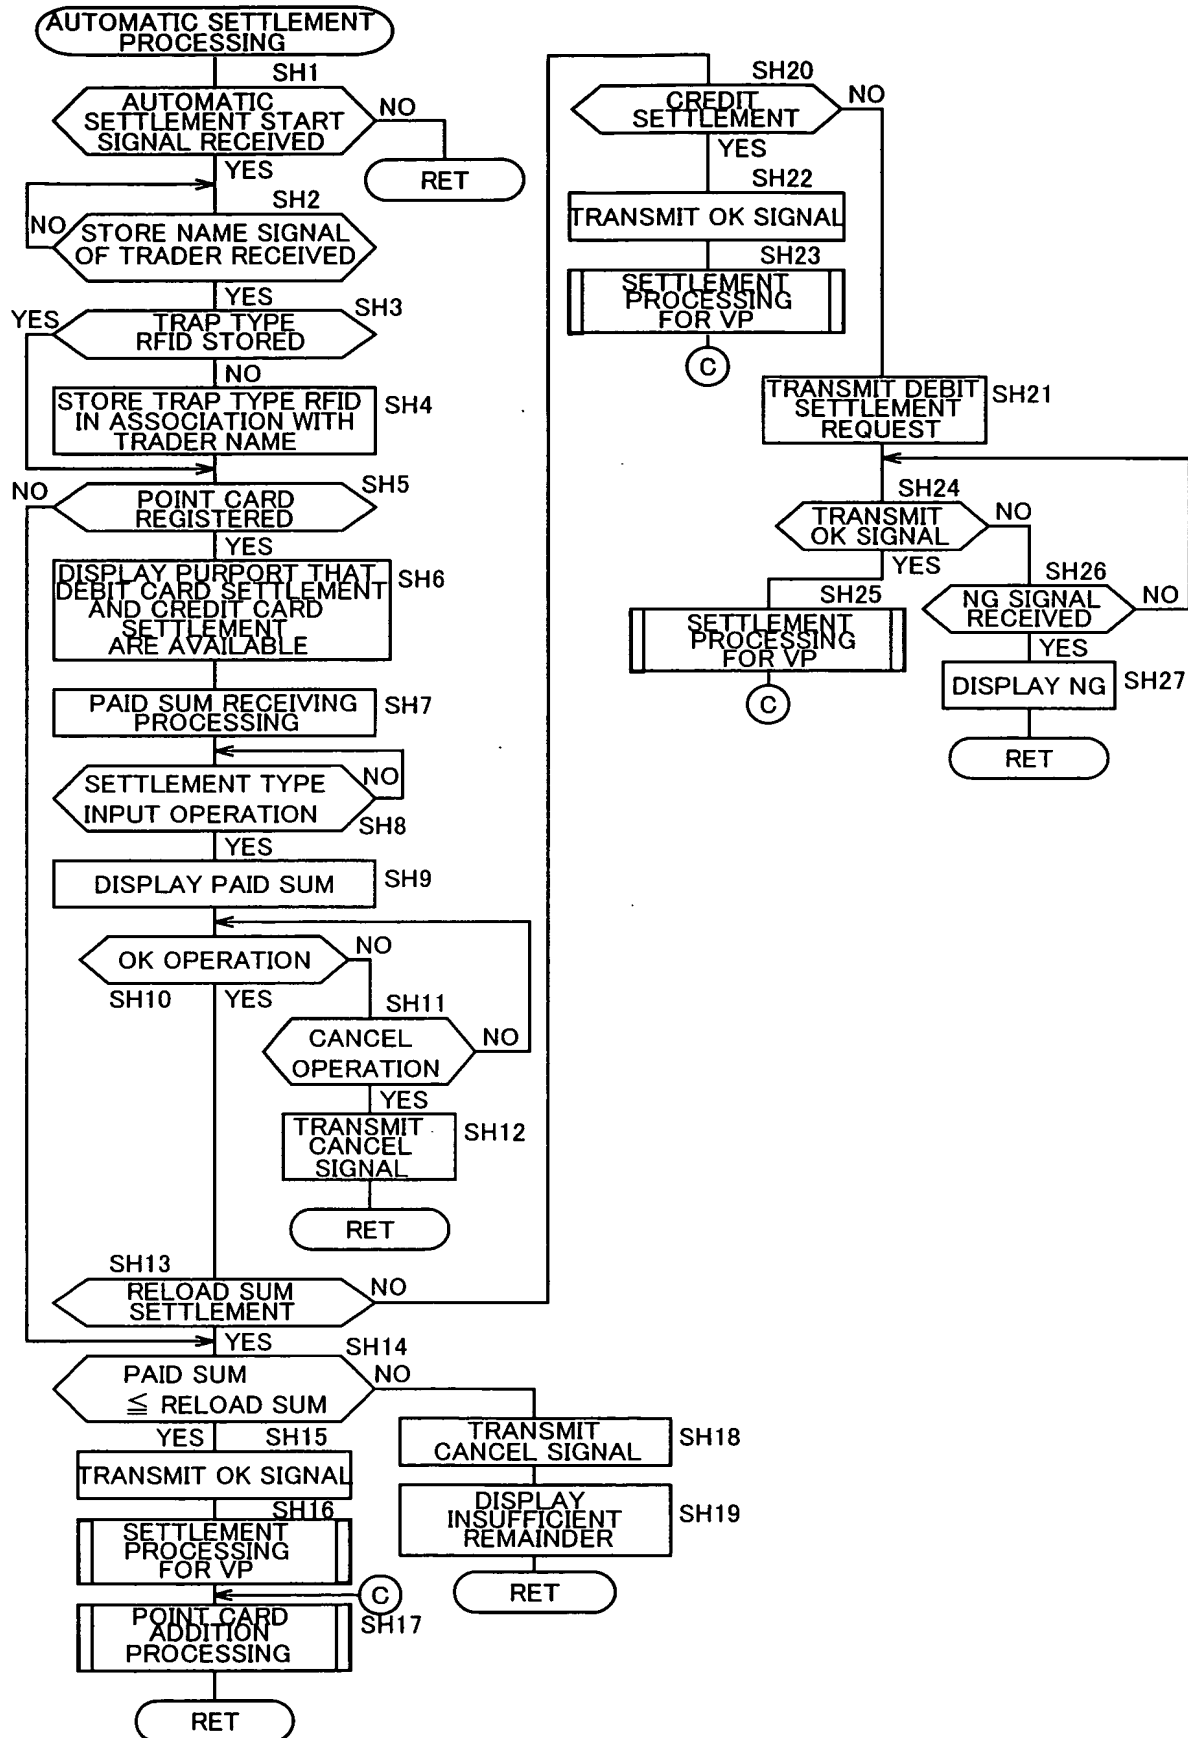 AUTOMATIC SETTLEMENT
PROCESSING
SH1
AUTOMATIC
SETTLEMENT START
SIGNAL RECEIVED
NO
RET
YES
SH2
NO
STORE NAME SIGNAL
OF TRADER RECEIVED
YES
SH3
YES
TRAP TYPE
RFID STORED
NO
STORE TRAP TYPE RFID
IN ASSOCIATION WITH
TRADER NAME
SH4
SH5
NO
POINT CARD
REGISTERED
YES
DISPLAY PURPORT THAT
DEBIT CARD SETTLEMENT
AND CREDIT CARD
SETTLEMENT
ARE AVAILABLE
SH6
PAID SUM RECEIVING
PROCESSING
SH7
SETTLEMENT TYPE
INPUT OPERATION
NO
SH8
YES
DISPLAY PAID SUM
SH9
OK OPERATION
NO
SH10
YES
SH11
CANCEL
OPERATION
NO
YES
TRANSMIT
CANCEL
SIGNAL
SH12
RET
SH13
RELOAD SUM
SETTLEMENT
NO
YES
SH14
PAID SUM
≦ RELOAD SUM
NO
YES
SH15
TRANSMIT OK SIGNAL
SH16
SETTLEMENT
PROCESSING
FOR VP
C
SH17
POINT CARD
ADDITION
PROCESSING
RET
TRANSMIT
CANCEL SIGNAL
SH18
DISPLAY
INSUFFICIENT
REMAINDER
SH19
RET
SH20
CREDIT
SETTLEMENT
NO
YES
SH22
TRANSMIT OK SIGNAL
SH23
SETTLEMENT
PROCESSING
FOR VP
C
TRANSMIT DEBIT
SETTLEMENT
REQUEST
SH21
SH24
TRANSMIT
OK SIGNAL
NO
YES
SH25
SETTLEMENT
PROCESSING
FOR VP
C
SH26
NG SIGNAL
RECEIVED
NO
YES
DISPLAY NG
SH27
RET